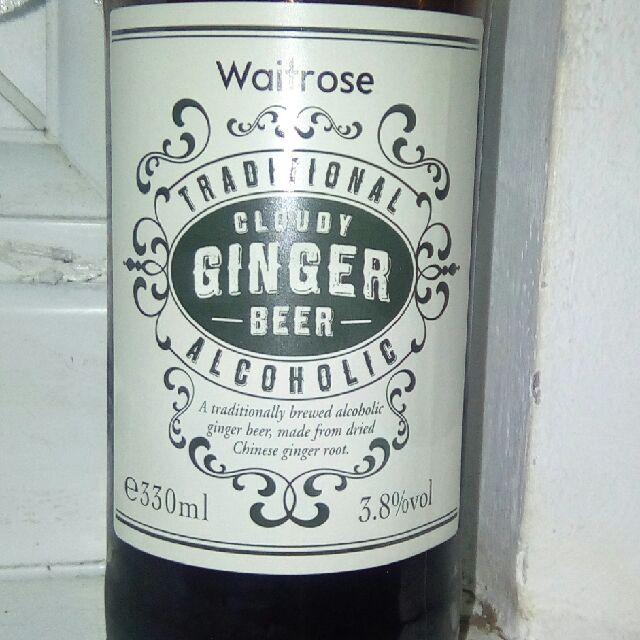 Waitrose
TRADITIONAL
CLOUDY
GINGER
BEER
ALCOHOLIC
A traditionally brewed alcoholic
ginger beer, made from dried
Chinese ginger root.
e330ml
3.8%vol